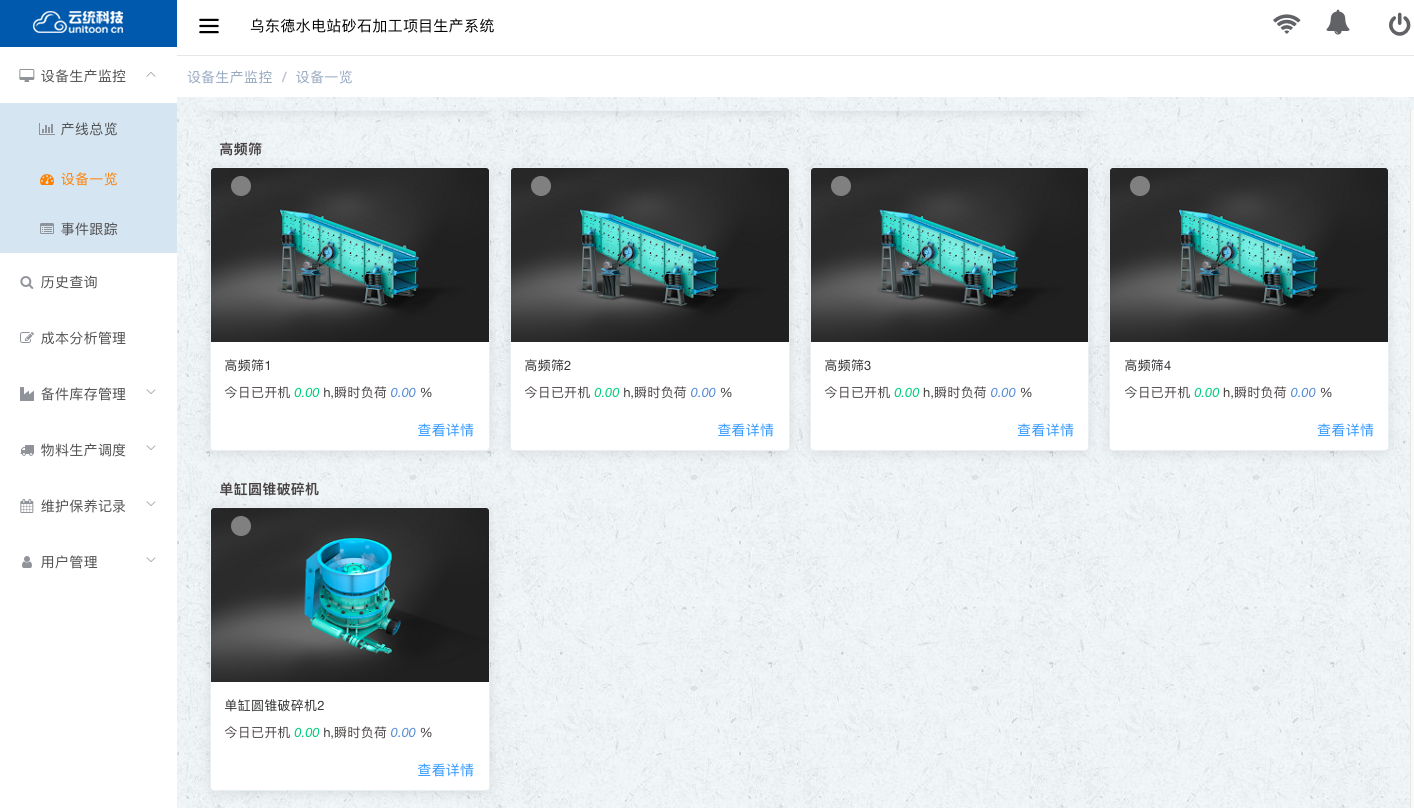 云统科技
unitoon cn
乌东德水电站砂石加工项目生产系统
设备生产监控
产线总览
设备一览
事件跟踪
历史查询
成本分析管理
备件库存管理
物料生产调度
维护保养记录
用户管理
设备生产监控 / 设备一览
高频筛
高频筛1
今日已开机 0.00 h,瞬时负荷 0.00 %
查看详情
高频筛2
今日已开机 0.00 h,瞬时负荷 0.00 %
查看详情
高频筛3
今日已开机 0.00 h,瞬时负荷 0.00 %
查看详情
高频筛4
今日已开机 0.00 h,瞬时负荷 0.00 %
查看详情
单缸圆锥破碎机
单缸圆锥破碎机2
今日已开机 0.00 h,瞬时负荷 0.00 %
查看详情